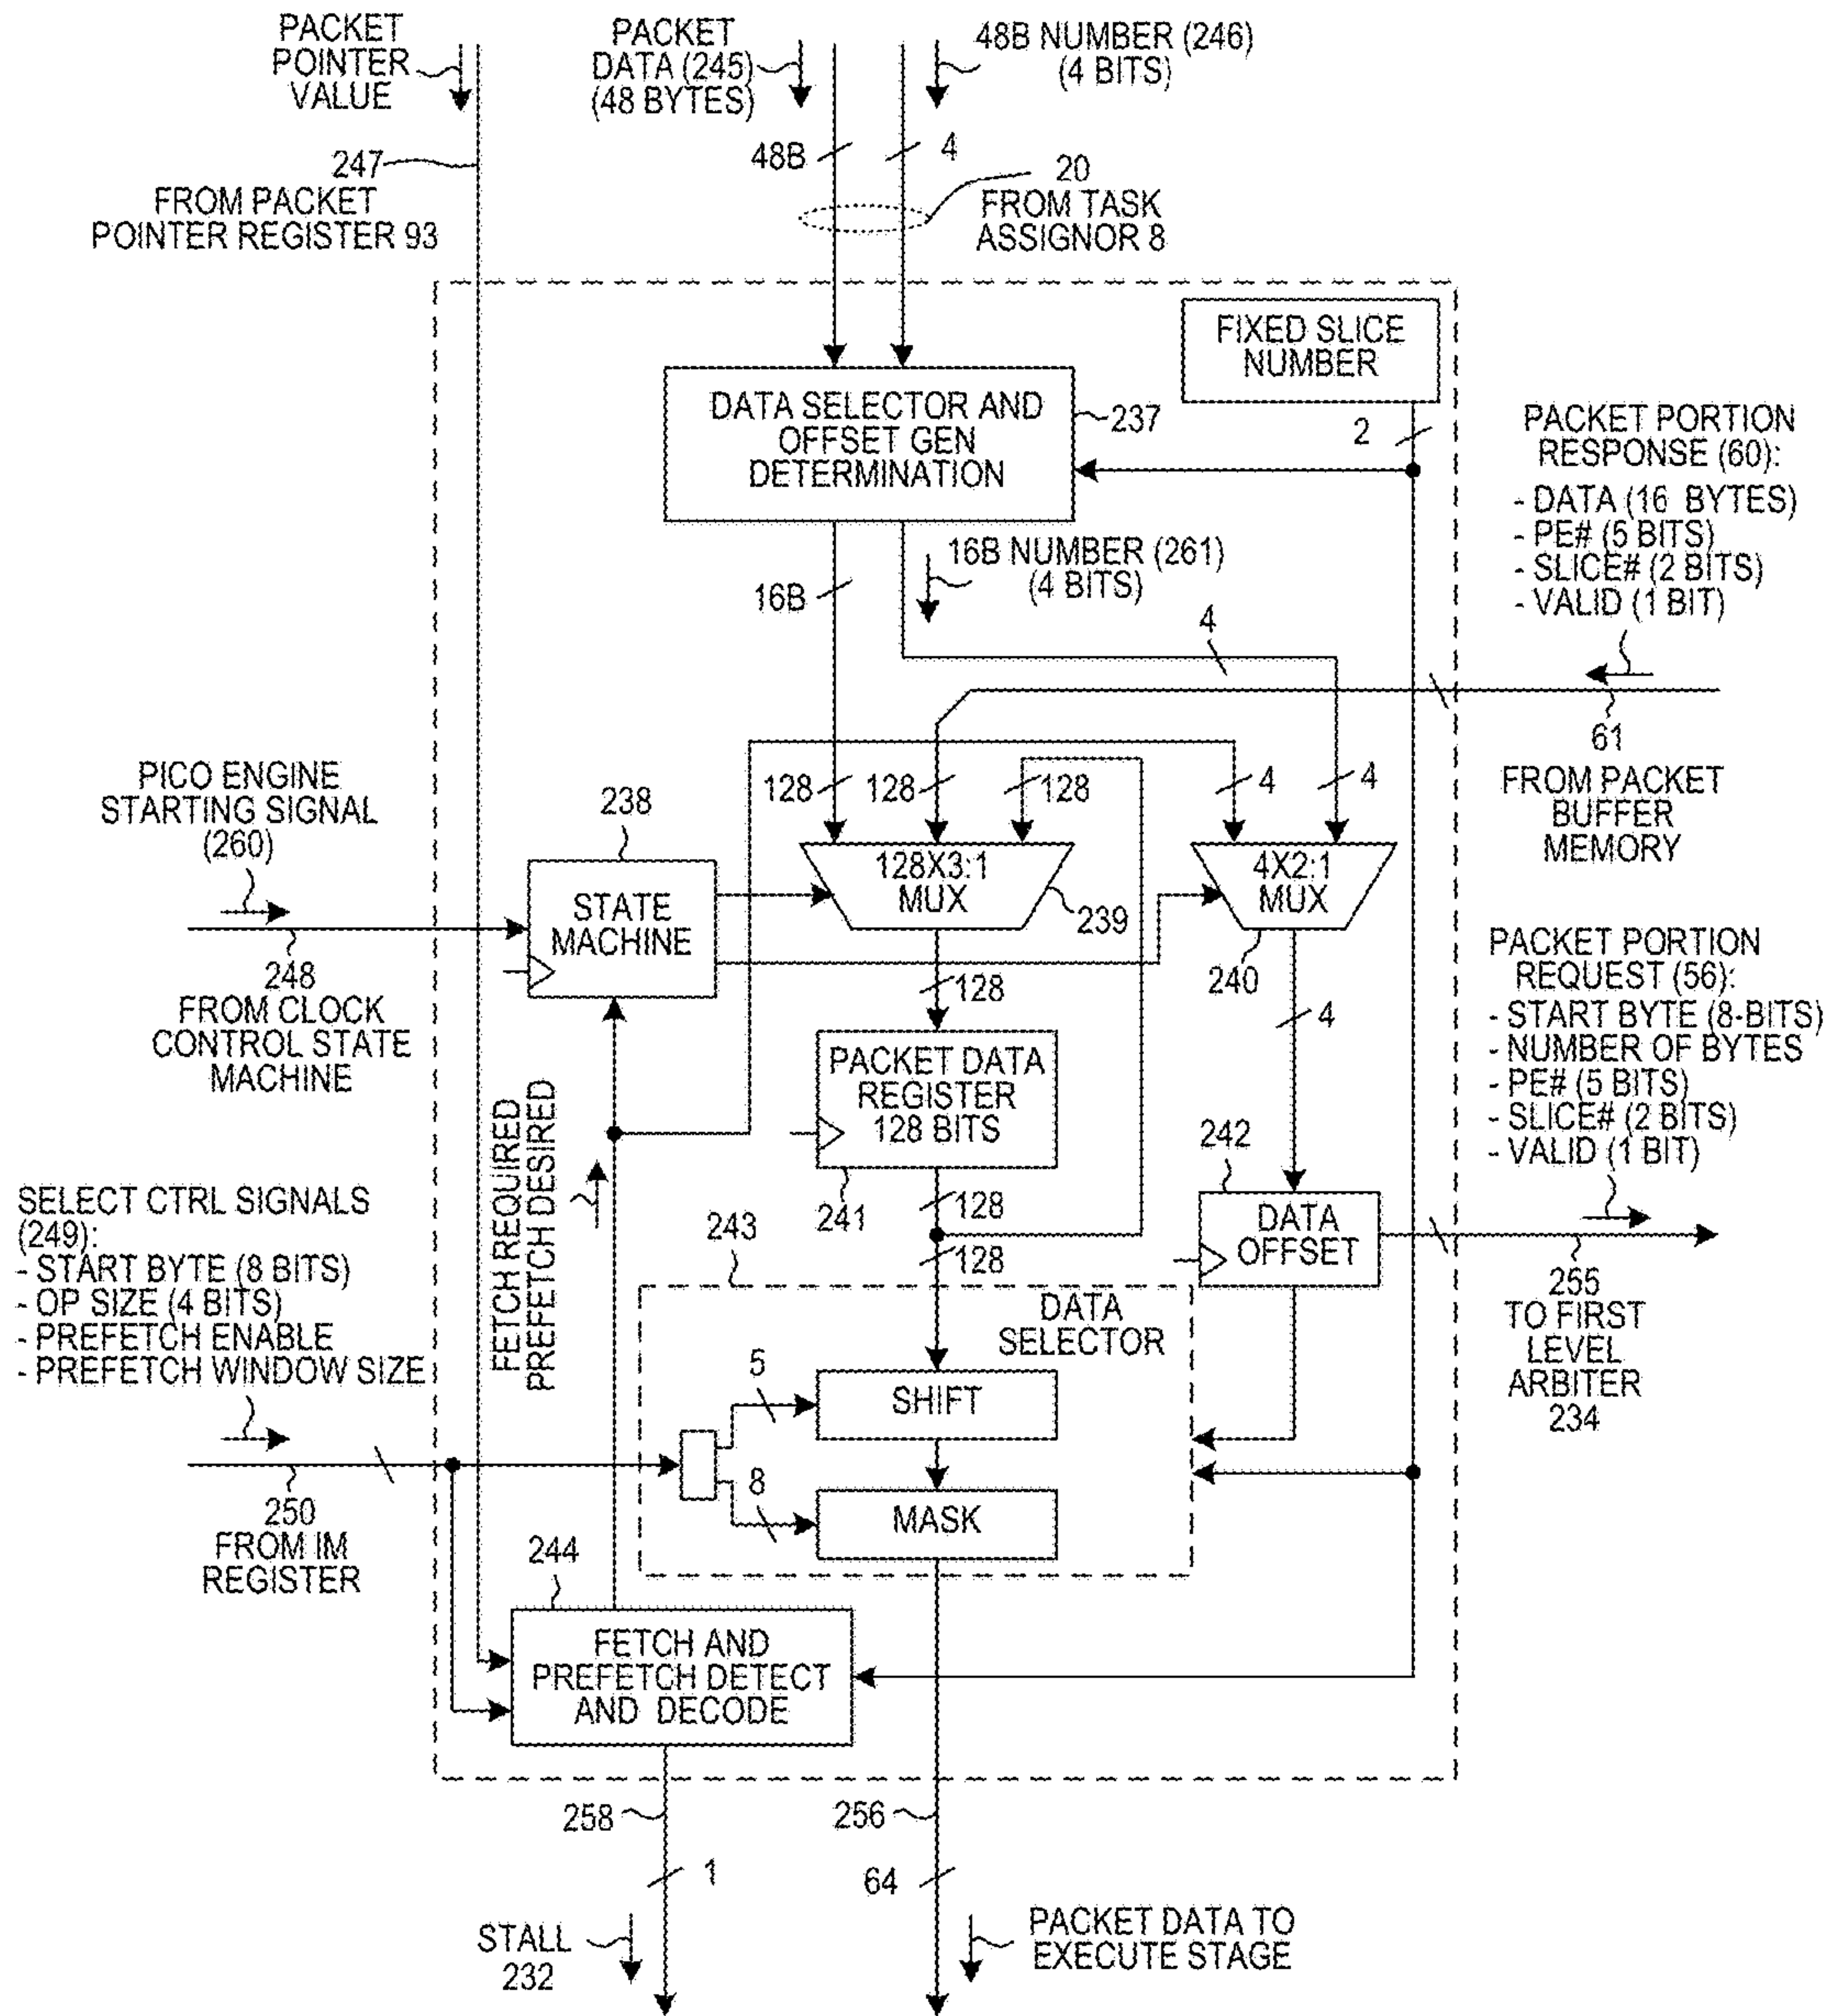 PACKET
POINTER
VALUE
PACKET
DATA (245)
(48 BYTES)
48B NUMBER (246)
(4 BITS)
247
FROM PACKET
POINTER REGISTER 93
48B
4
20
FROM TASK
ASSIGNOR 8
FIXED SLICE
NUMBER
DATA SELECTOR AND
OFFSET GEN
DETERMINATION
237
2
PACKET PORTION
RESPONSE (60):
- DATA (16 BYTES)
- PE# (5 BITS)
- SLICE# (2 BITS)
- VALID (1 BIT)
16B
16B NUMBER (261)
(4 BITS)
4
61
FROM PACKET
BUFFER
MEMORY
PICO ENGINE
STARTING SIGNAL
(260)
238
128
128
128
4
4
128X3:1
MUX
239
4X2:1
MUX
240
STATE
MACHINE
248
FROM CLOCK
CONTROL STATE
MACHINE
128
4
PACKET PORTION
REQUEST (56):
- START BYTE (8-BITS)
- NUMBER OF BYTES
- PE# (5 BITS)
- SLICE# (2 BITS)
- VALID (1 BIT)
PACKET DATA
REGISTER
128 BITS
241
FETCH REQUIRED
PREFETCH DESIRED
242
DATA
OFFSET
SELECT CTRL SIGNALS
(249):
- START BYTE (8 BITS)
- OP SIZE (4 BITS)
- PREFETCH ENABLE
- PREFETCH WINDOW SIZE
243
128
128
DATA
SELECTOR
255
TO FIRST
LEVEL
ARBITER
234
5
SHIFT
8
MASK
250
FROM IM
REGISTER
244
FETCH AND
PREFETCH DETECT
AND DECODE
258
256
1
64
STALL
232
PACKET DATA TO
EXECUTE STAGE